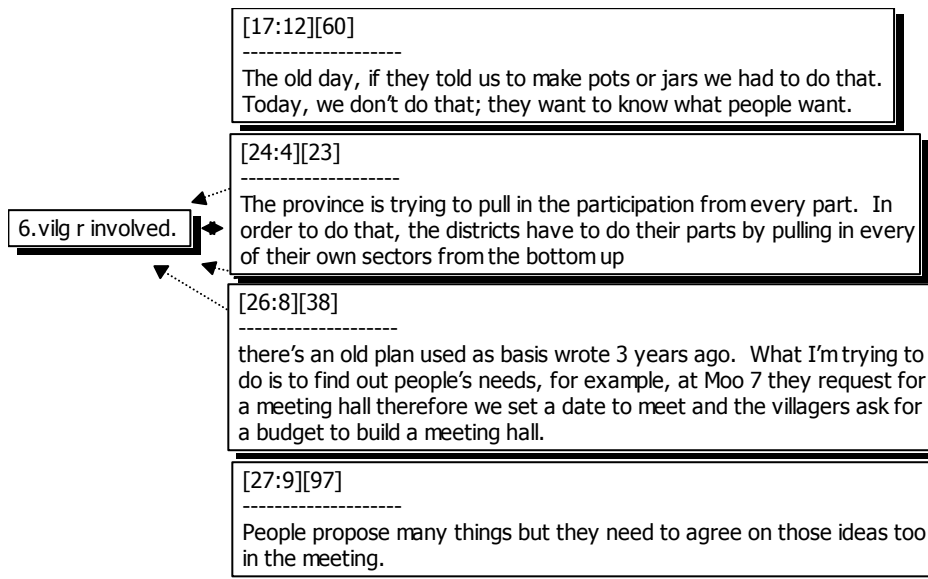 [17:12][60]
--------------------
The old day, if they told us to make pots or jars we had to do that.
Today, we don’t do that; they want to know what people want.
[24:4][23]
--------------------
The province is trying to pull in the participation from every part.  In
order to do that, the districts have to do their parts by pulling in every
of their own sectors from the bottom up
6.vilg r involved.
[26:8][38]
--------------------
there’s an old plan used as basis wrote 3 years ago.  What I’m trying to
do is to find out people’s needs, for example, at Moo 7 they request for
a meeting hall therefore we set a date to meet and the villagers ask for
a budget to build a meeting hall.
[27:9][97]
--------------------
People propose many things but they need to agree on those ideas too
in the meeting.